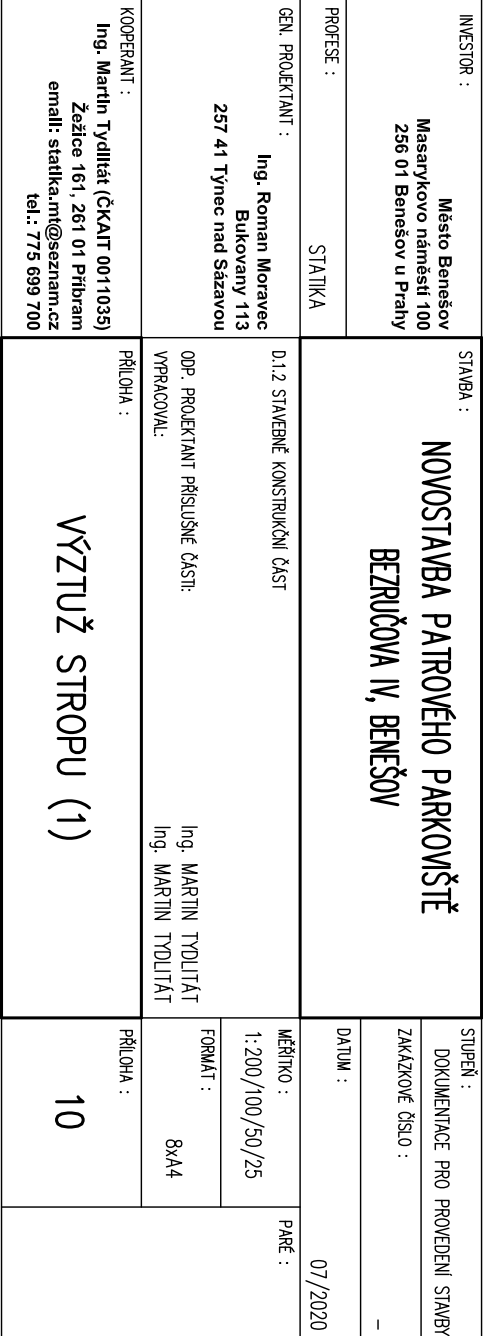 INVESTOR :
Město Benešov
Masarykovo náměstí 100
256 01 Benešov u Prahy
PROFESE :
STATIKA
GEN. PROJEKTANT :
Ing. Roman Moravec
Bukovany 113
257 41 Týnec nad Sázavou
KOOPERANT :
Ing. Martin Tydlitát (ČKAIT 0011035)
Žežice 161, 261 01 Příbram
email: statika.mt@seznam.cz
tel.: 775 699 700
STAVBA :
NOVOSTAVBA PATROVÉHO PARKOVIŠTĚ
BEZRUČOVA IV, BENEŠOV
D.1.2 STAVEBNĚ KONSTRUKČNÍ ČÁST
ODP. PROJEKTANT PŘÍSLUŠNÉ ČÁSTI: Ing. MARTIN TYDLITÁT
VYPRACOVAL: Ing. MARTIN TYDLITÁT
PŘÍLOHA :
VÝZTUŽ STROPU (1)
STUPEŇ :
DOKUMENTACE PRO PROVEDENÍ STAVBY
ZAKÁZKOVÉ ČÍSLO :
-
DATUM :
07/2020
MĚŘÍTKO :
1: 200/100/50/25
FORMÁT :
8xA4
PARÉ :
PŘÍLOHA :
10